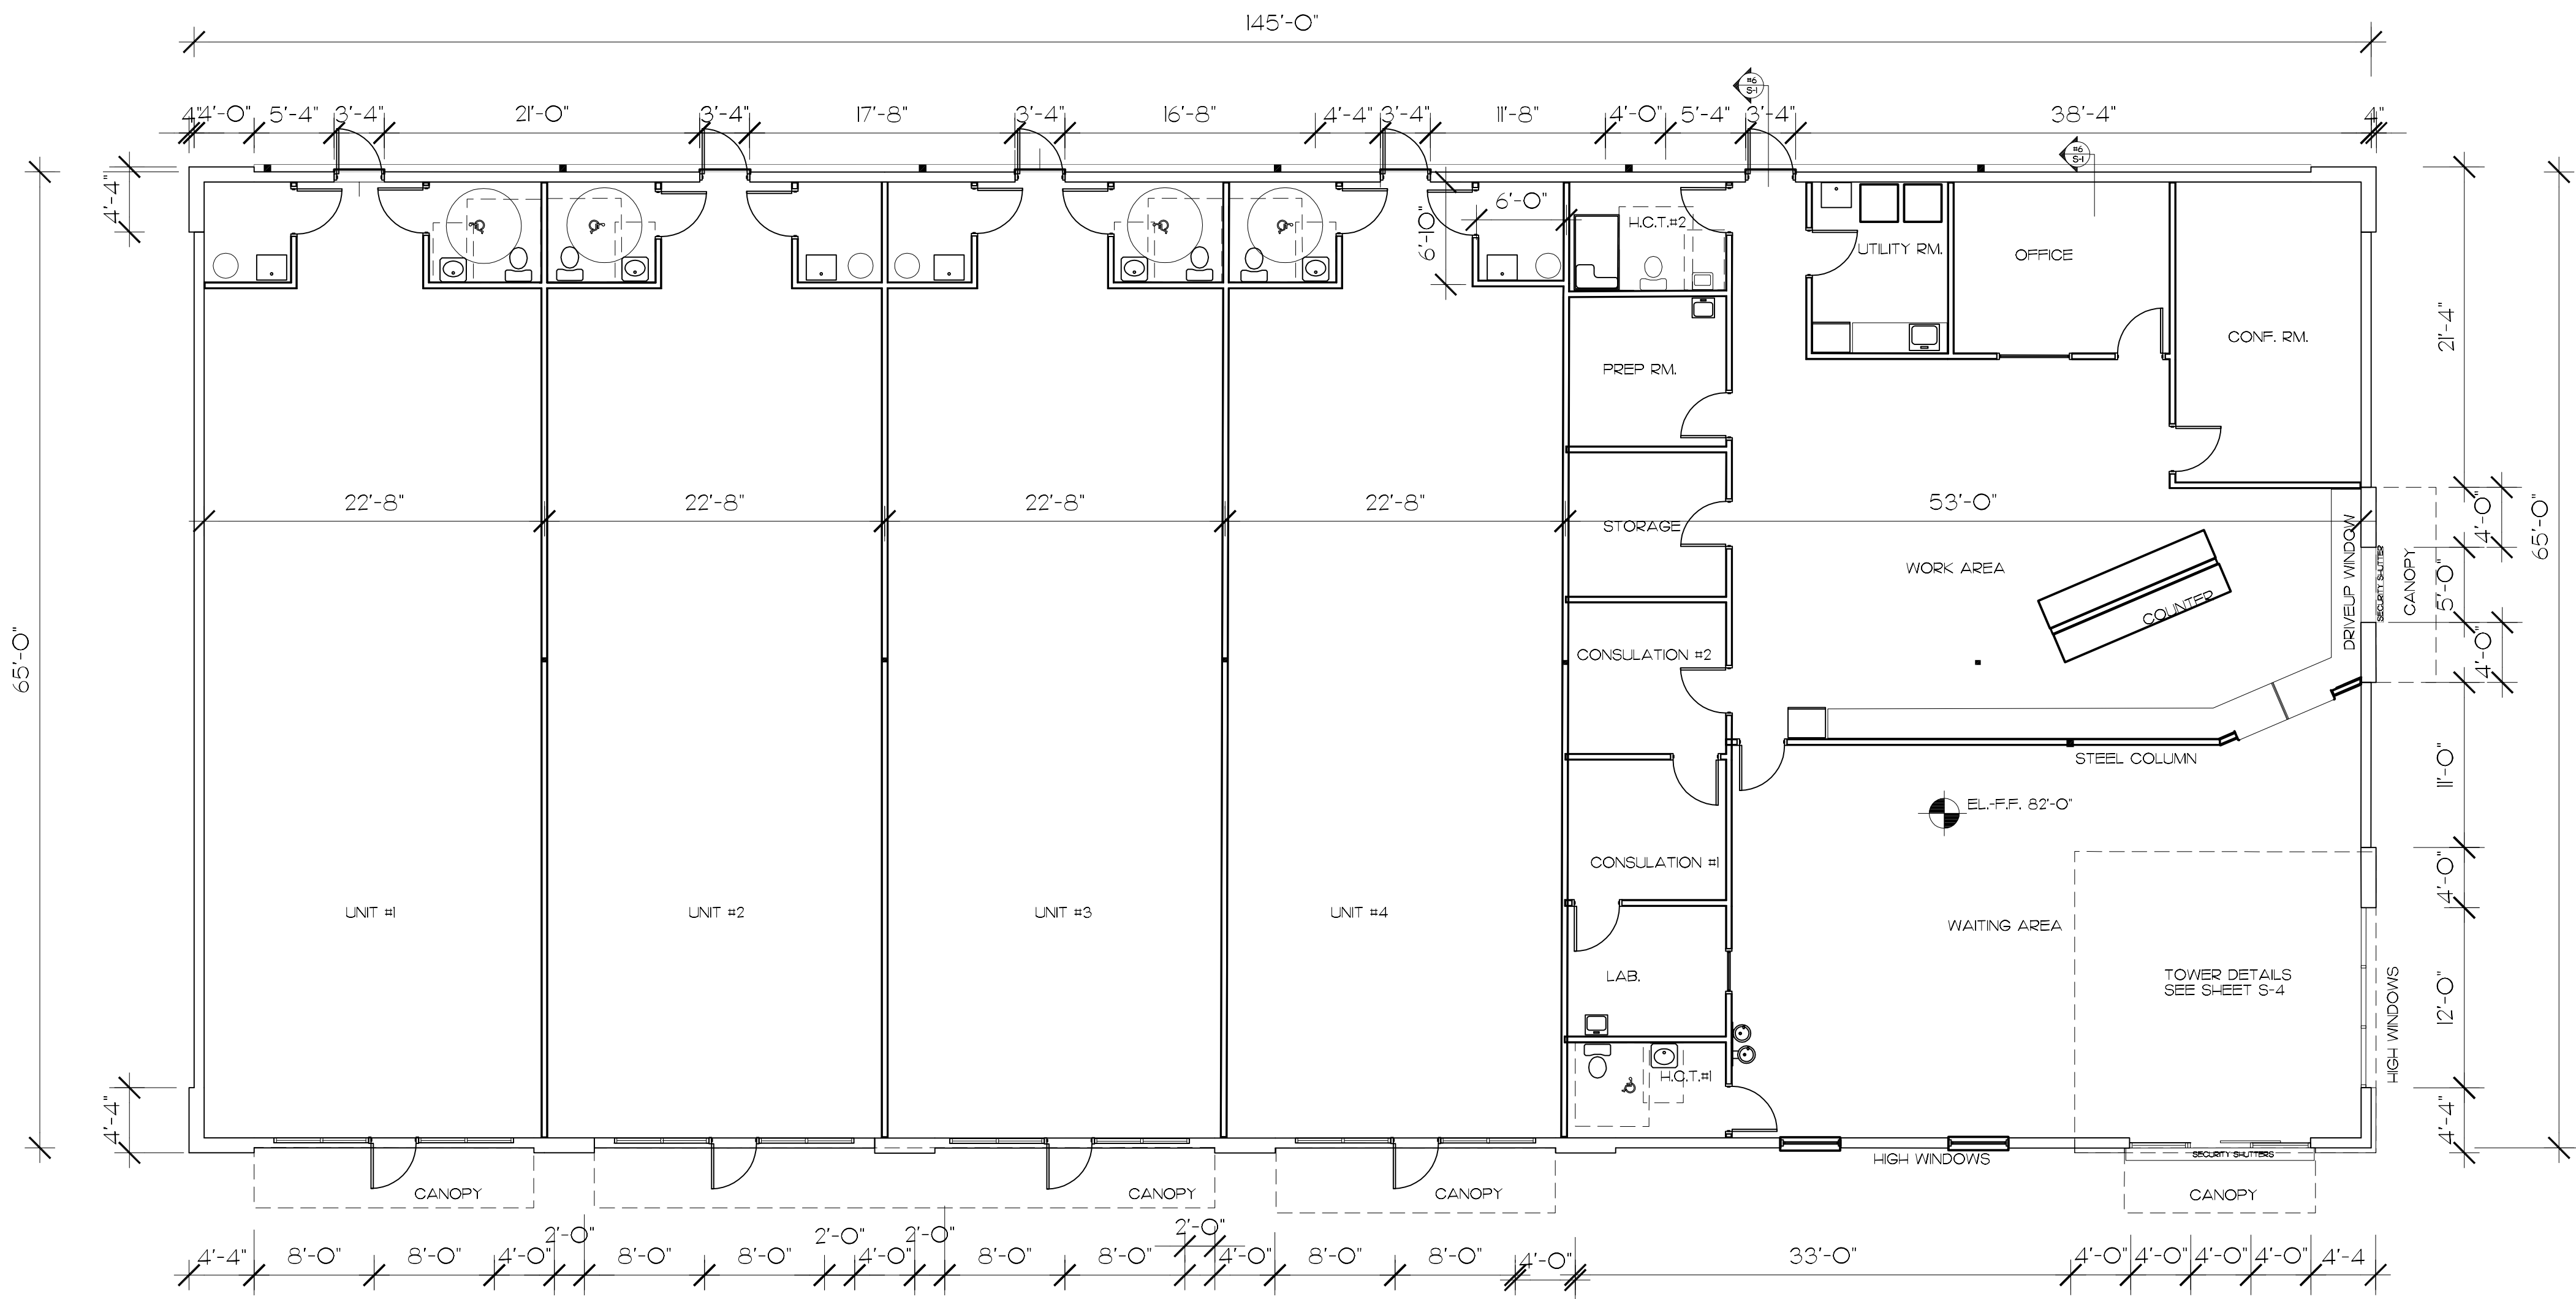 145'-0"
#6
S-1
4"
4'-0"
5'-4"
3'-4"
21'-0"
3'-4"
17'-8"
3'-4"
16'-8"
4'-4"
3'-4"
11'-8"
4'-0"
5'-4"
3'-4"
38'-4"
4"
#6
S-1
4'-4"
6'-0"
6'-10"
H.C.T.#2
UTILITY RM.
OFFICE
CONF. RM.
21'-4"
PREP RM.
22'-8"
22'-8"
22'-8"
22'-8"
53'-0"
4'-0"
65'-0"
STORAGE
DRIVEUP WINDOW
SECURITY SHUTTER
CANOPY
5'-0"
WORK AREA
COUNTER
65'-0"
CONSULATION #2
4'-0"
STEEL COLUMN
11'-0"
EL.-F.F. 82'-0"
CONSULATION #1
4'-0"
UNIT #1
UNIT #2
UNIT #3
UNIT #4
WAITING AREA
LAB.
TOWER DETAILS
SEE SHEET S-4
HIGH WINDOWS
12'-0"
H.C.T.#1
4'-4"
4'-4"
HIGH WINDOWS
SECURITY SHUTTERS
CANOPY
CANOPY
CANOPY
CANOPY
4'-4"
8'-0"
8'-0"
4'-0"
2'-0"
8'-0"
8'-0"
2'-0"
4'-0"
2'-0"
8'-0"
8'-0"
2'-0"
4'-0"
8'-0"
8'-0"
4'-0"
33'-0"
4'-0"
4'-0"
4'-0"
4'-0"
4'-4